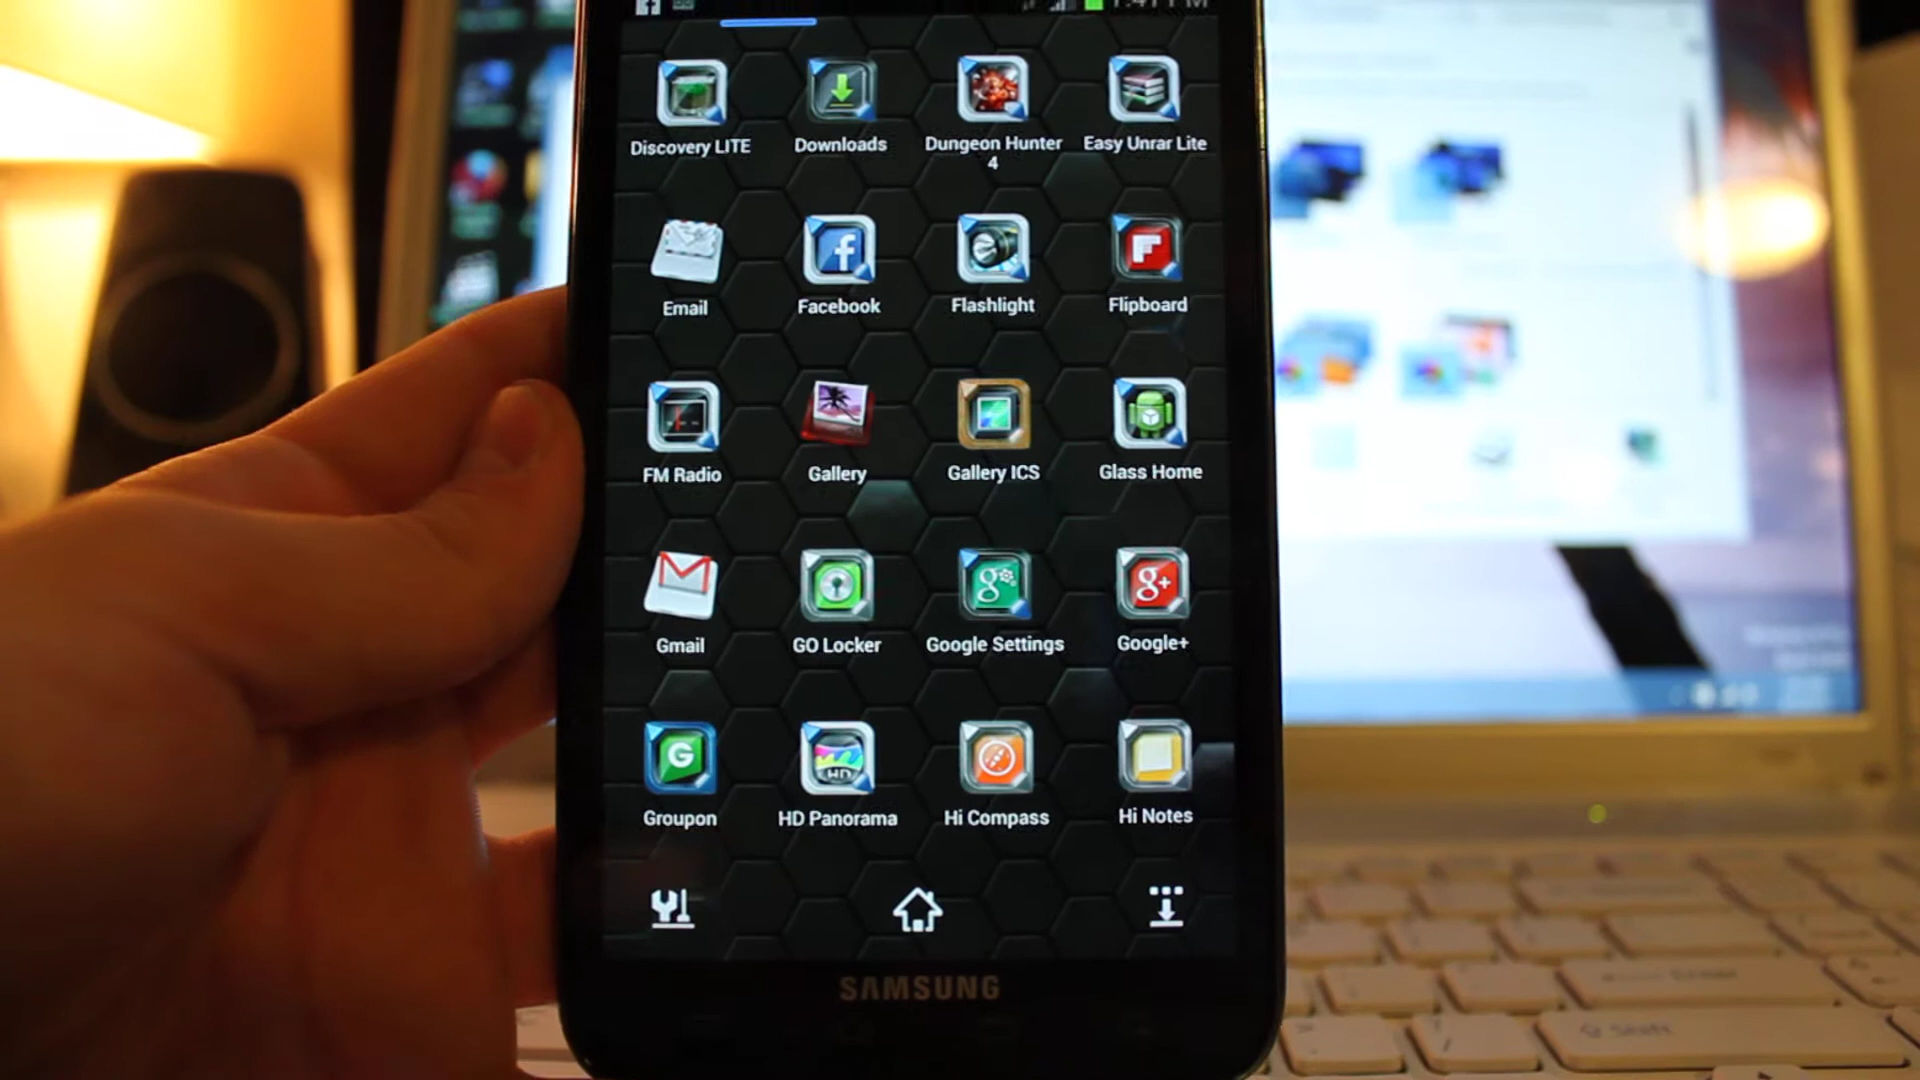 Discovery LITE
Downloads
Dungeon Hunter
4
Easy Unrar Lite
Email
Facebook
Flashlight
Flipboard
FM Radio
Gallery
Gallery ICS
Glass Home
Gmail
GO Locker
Google Settings
Google+
Groupon
HD Panorama
Hi Compass
Hi Notes
SAMSUNG
Shift